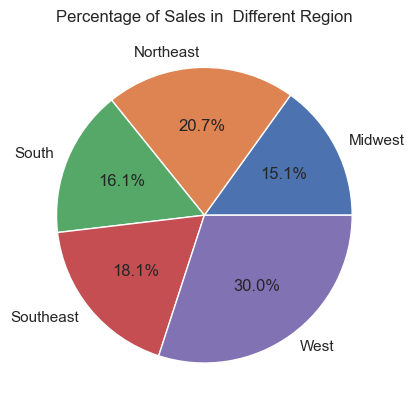 Percentage of Sales in  Different Region
Northeast
20.7%
Midwest
15.1%
South
16.1%
18.1%
Southeast
30.0%
West